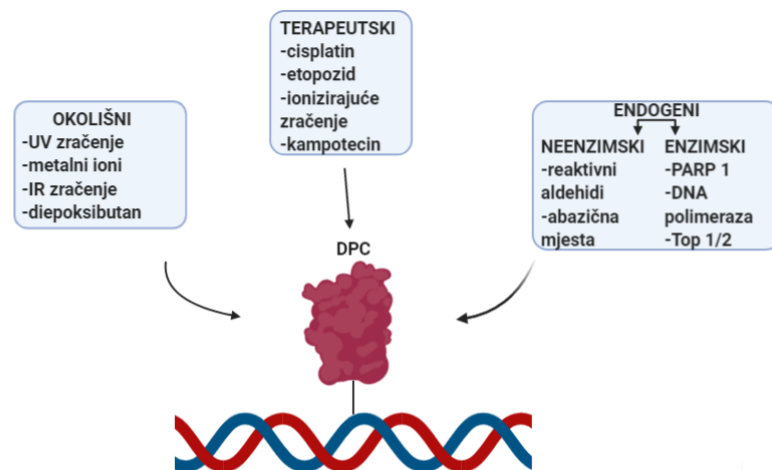 TERAPEUTSKI
-cisplatin
-etopozid
-ionizirajuće
zračenje
-kampotecin
OKOLIŠNI
-UV zračenje
-metalni ioni
-IR zračenje
-diepoksibutan
ENDOGENI
NEENZIMSKI
-reaktivni
aldehidi
-abazična
mjesta
ENZIMSKI
-PARP 1
-DNA
polimeraza
-Top 1/2
DPC